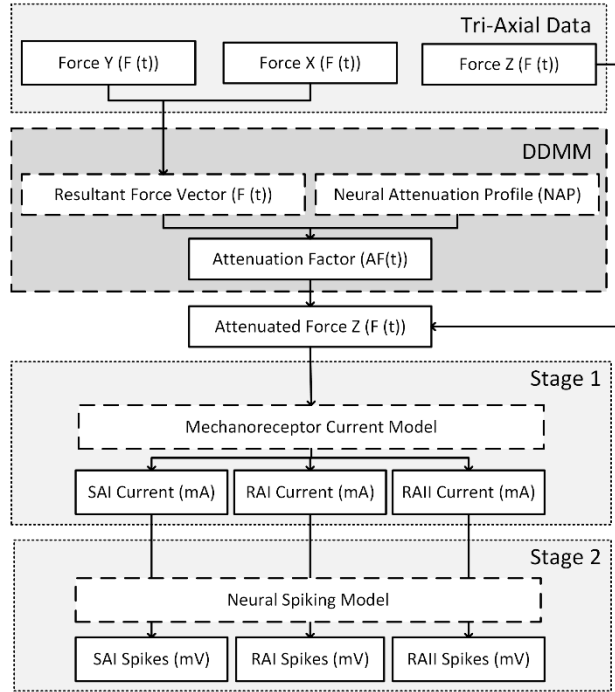 Tri-Axial Data
Force Y (F (t))
Force X (F (t))
Force Z (F (t))
DDMM
Resultant Force Vector (F (t))
Neural Attenuation Profile (NAP)
Attenuation Factor (AF(t))
Attenuated Force Z (F (t))
Stage 1
Mechanoreceptor Current Model
SAI Current (mA)
RAI Current (mA)
RAII Current (mA)
Stage 2
Neural Spiking Model
SAI Spikes (mV)
RAI Spikes (mV)
RAII Spikes (mV)